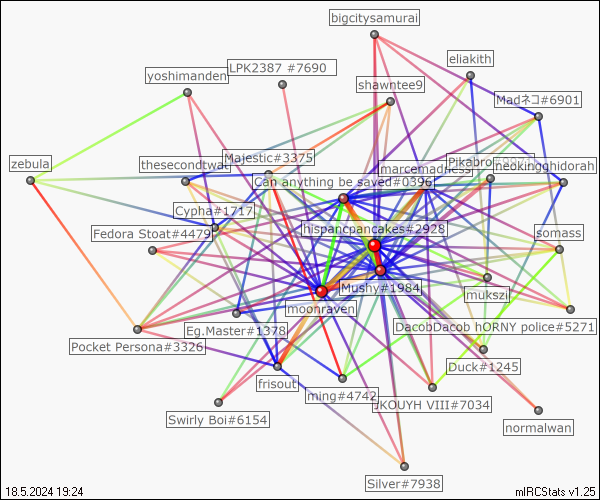 bigcitysamurai
eliakith
LPK2387 #7690
yoshimanden
shawntee9
Madネコ#6901
zebula
thesecondtwat
Majestic#3375
marcemadness
Pikabro
neokingghidorah
Can anything be saved#0396
Cypha#1717
Fedora Stoat#4479
hispancpancakes#2928
somass
Mushy#1984
mukszi
moonraven
Eg.Master#1378
DacobDacob hORNY police#5271
Pocket Persona#3326
Duck#1245
frisout
ming#4742
JKOUYH VIII#7034
Swirly Boi#6154
normalwan
Silver#7938
18.5.2024 19:24
mIRCStats v1.25